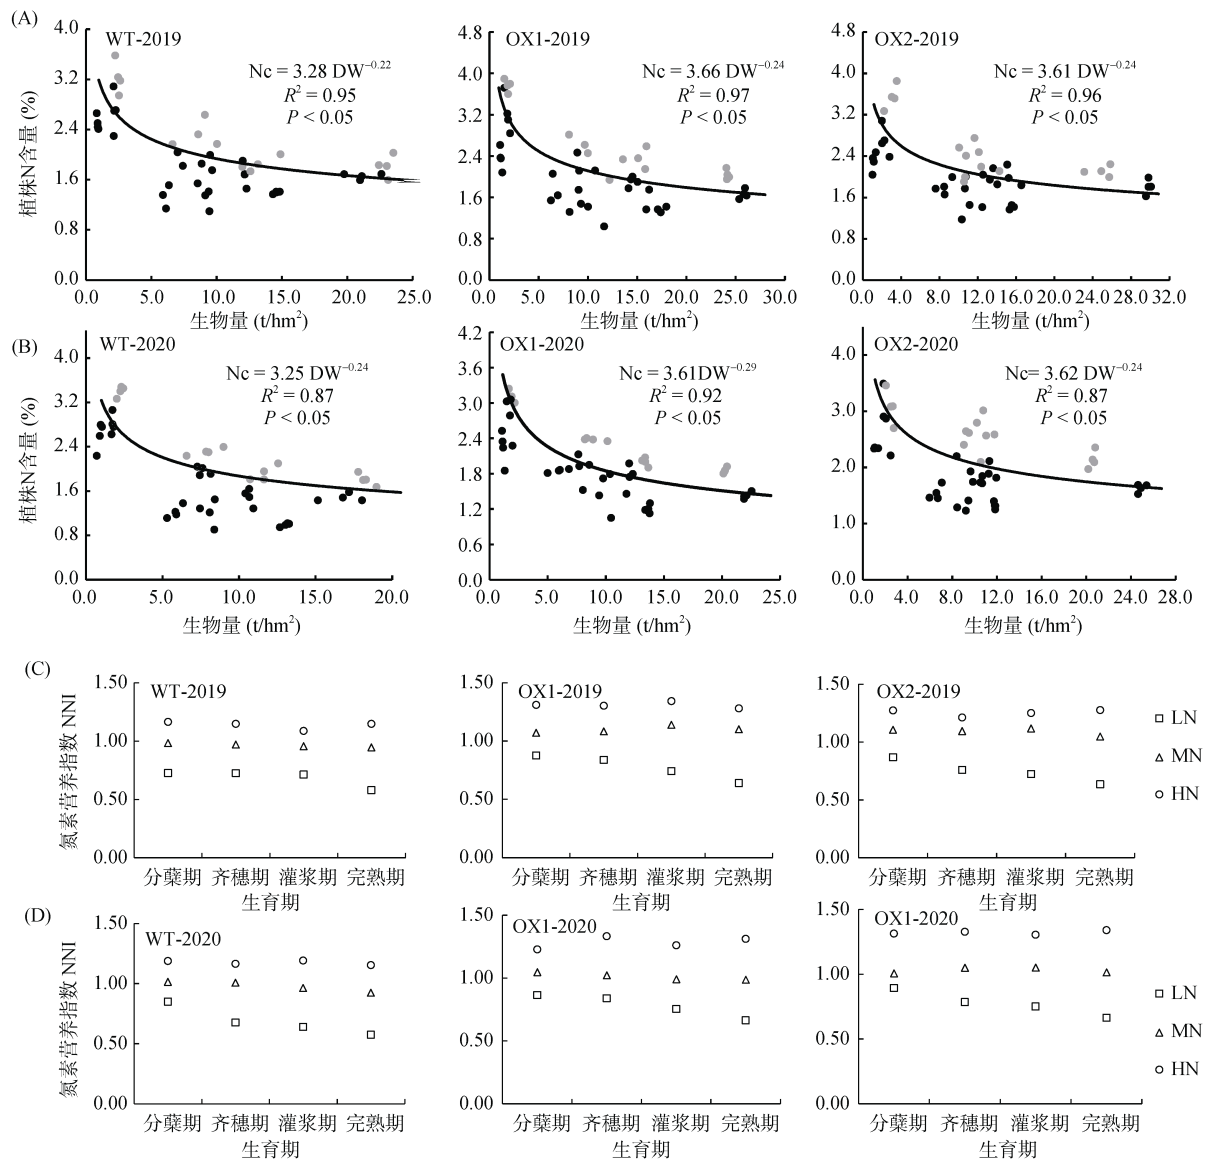 (A)
植株N含量 (%)
4.0
3.2
2.4
1.6
0.8
0.0
WT-2019
Nc = 3.28 DW−0.22
R2 = 0.95
P < 0.05
0.0 5.0 10.0 15.0 20.0 25.0
生物量 (t/hm2)
4.8
4.0
3.2
2.4
1.6
0.8
0.0
OX1-2019
Nc = 3.66 DW−0.24
R2 = 0.97
P < 0.05
0.0 5.0 10.0 15.0 20.0 25.0 30.0
生物量 (t/hm2)
4.8
4.0
3.2
2.4
1.6
0.8
0.0
OX2-2019
Nc = 3.61 DW−0.24
R2 = 0.96
P < 0.05
0.0 4.0 8.0 12.0 16.0 20.0 24.0 28.0 32.0
生物量 (t/hm2)
(B)
植株N含量 (%)
4.0
3.2
2.4
1.6
0.8
0.0
WT-2020
Nc = 3.25 DW−0.24
R2 = 0.87
P < 0.05
0.0 5.0 10.0 15.0 20.0
生物量 (t/hm2)
4.2
3.6
3.0
2.4
1.8
1.2
0.6
0.0
OX1-2020
Nc = 3.61DW−0.29
R2 = 0.92
P < 0.05
0.0 5.0 10.0 15.0 20.0 25.0
生物量 (t/hm2)
4.0
3.0
2.0
1.0
0.0
OX2-2020
Nc= 3.62 DW−0.24
R2 = 0.87
P < 0.05
0.0 4.0 8.0 12.0 16.0 20.0 24.0 28.0
生物量 (t/hm2)
(C)
氮素营养指数 NNI
1.50
1.00
0.50
0.00
WT-2019
分蘖期 齐穗期 灌浆期 完熟期
生育期
1.50
1.00
0.50
0.00
OX1-2019
分蘖期 齐穗期 灌浆期 完熟期
生育期
1.50
1.00
0.50
0.00
OX2-2019
分蘖期 齐穗期 灌浆期 完熟期
生育期
LN
MN
HN
(D)
氮素营养指数 NNI
1.50
1.00
0.50
0.00
WT-2020
分蘖期 齐穗期 灌浆期 完熟期
生育期
1.50
1.00
0.50
0.00
OX1-2020
分蘖期 齐穗期 灌浆期 完熟期
生育期
1.50
1.00
0.50
0.00
OX1-2020
分蘖期 齐穗期 灌浆期 完熟期
生育期
LN
MN
HN